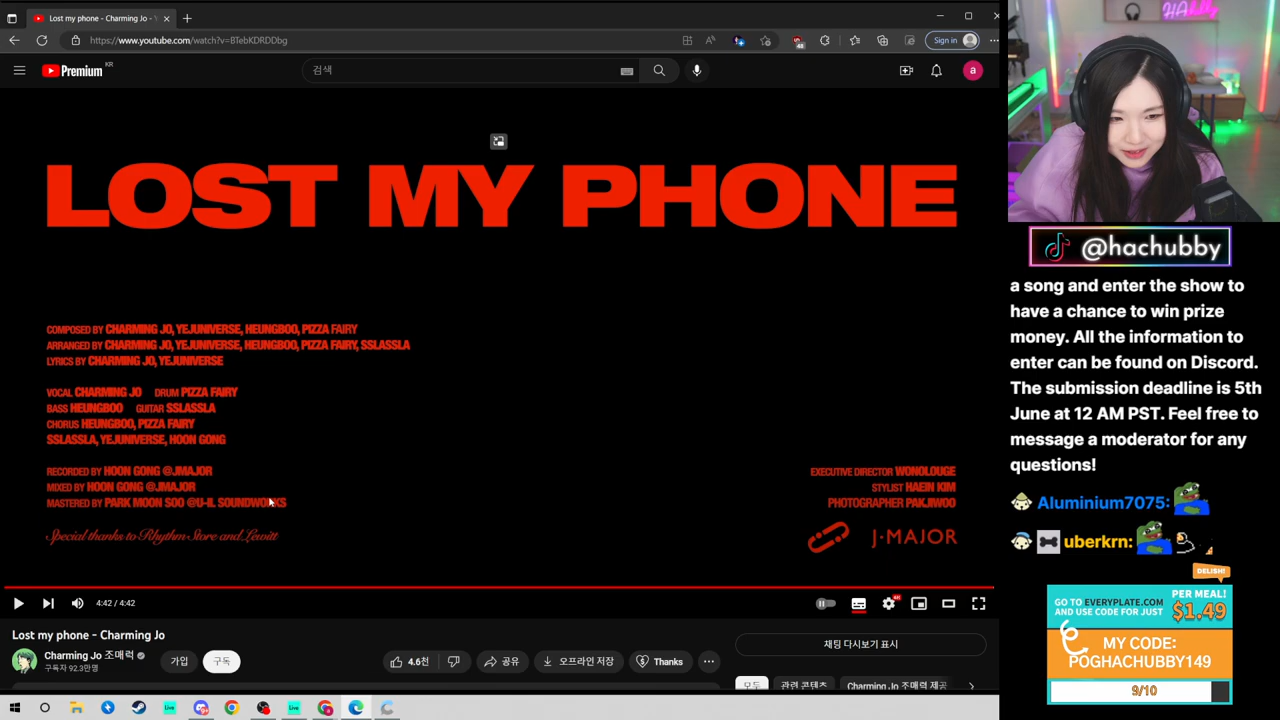 Lost my phone - Charming Jo -
https://www.youtube.com/watch?v=BTebKDRDDbg
Sign in
Premium KR
검색
a
LOST MY PHONE
COMPOSED BY CHARMING JO, YEJUNIVERSE, HEUNGBOO, PIZZA FAIRY
ARRANGED BY CHARMING JO, YEJUNIVERSE, HEUNGBOO, PIZZA FAIRY, SSLASSLA
LYRICS BY CHARMING JO, YEJUNIVERSE
VOCAL CHARMING JO DRUM PIZZA FAIRY
BASS HEUNGBOO GUITAR SSLASSLA
CHORUS HEUNGBOO, PIZZA FAIRY
SSLASSLA, YEJUNIVERSE, HOON GONG
RECORDED BY HOON GONG @JMAJOR
MIXED BY HOON GONG @JMAJOR
MASTERED BY PARK MOON SOO @U-IL SOUNDWORKS
Special thanks to Rhythm Store and Lewitt
EXECUTIVE DIRECTOR WONOLOUGE
STYLIST HAEIN KIM
PHOTOGRAPHER PAKJIWOO
J·MAJOR
4:42 / 4:42
Lost my phone - Charming Jo
Charming Jo 조매력
구독자 92.3만명
가입
구독
4.6천
공유
오프라인 저장
Thanks
채팅 다시보기 표시
모두
관련 콘텐츠
Charming Jo 조매력 제공
@hachubby
a song and enter the show to
have a chance to win prize
money. All the information to
enter can be found on Discord.
The submission deadline is 5th
June at 12 AM PST. Feel free to
message a moderator for any
questions!
Aluminium7075:
uberkrn:
DELISH!
GO TO EVERYPLATE.COM
AND USE CODE FOR JUST
PER MEAL!
$1.49
MY CODE:
POGHACHUBBY149
9/10
Live
Live